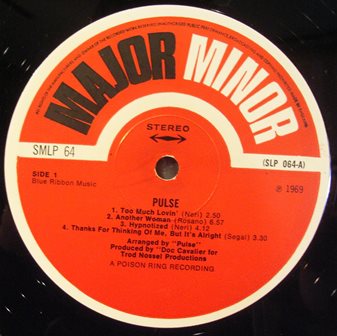 MAJOR MINOR
STEREO
SMLP 64
(SLP 064-A)
SIDE 1
Blue Ribbon Music
℗ 1969
PULSE
1. Too Much Lovin' (Neri) 2.50
2. Another Woman (Rosano) 6.57
3. Hypnotized (Neri) 4.12
4. Thanks For Thinking Of Me, But It's Alright (Segal) 3.30
Arranged by "Pulse"
Produced by "Doc Cavalier for
Trod Nossel Productions
A POISON RING RECORDING